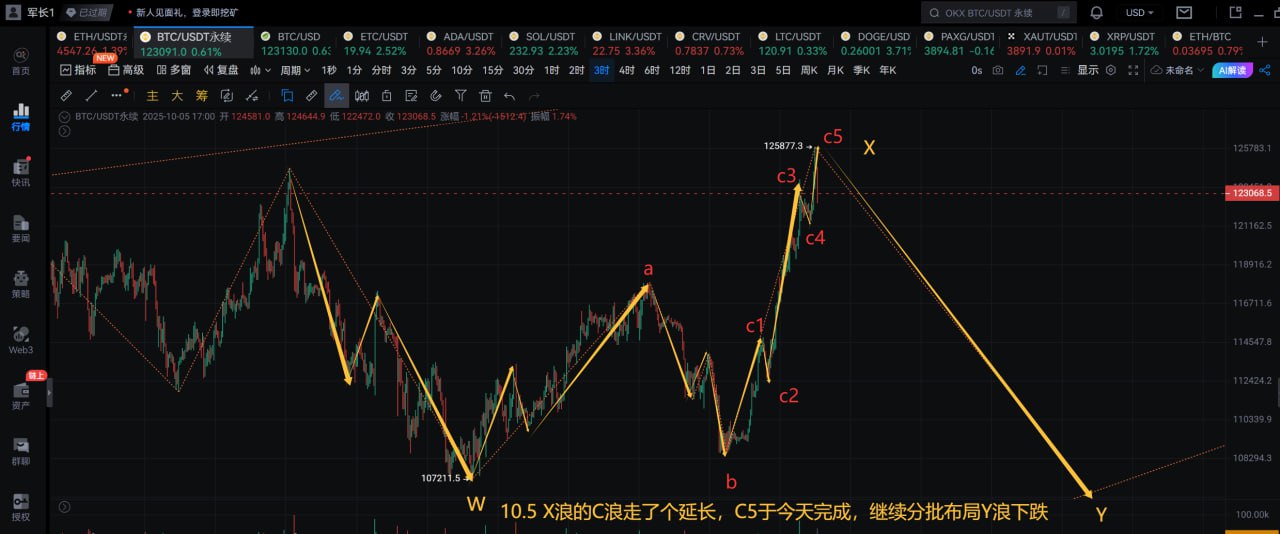 军长1 已过期 • 新人见面礼，登录即挖矿 OKX BTC/USDT 永续 / USD
ETH/USDT永 BTC/USDT永续 BTC/USD ETC/USDT ADA/USDT SOL/USDT LINK/USDT CRV/USDT LTC/USDT DOGE/USD PAXG/USDT XAUT/USDT XRP/USDT ETH/BTC
4547.26 1.39% 123091.0 0.61% 123130.0 0.63 19.94 2.52% 0.8669 3.26% 232.93 2.23% 22.75 3.36% 0.7837 0.73% 120.91 0.33% 0.26001 3.71% 3894.81 -0.16 3891.9 0.01% 3.0195 1.72% 0.03695 0.79
NEW
指标 高级 多窗 复盘 周期 1秒 1分 分时 3分 5分 10分 15分 30分 1时 2时 3时 4时 6时 12时 1日 2日 3日 5日 周K 月K 季K 年K 0s 显示 未命名 AI解读
主 大 筹
BTC/USDT永续 2025-10-05 17:00 开 124581.0 高 124644.9 低 122472.0 收 123068.5 涨幅 -1.21%(-1512.4) 振幅 1.74%
首页
行情
快讯
要闻
策略
Web3
链上
资产
群聊
授权
125877.3
c5
X
c3
c4
a
c1
c2
b
107211.5
W
Y
10.5 X浪的C浪走了个延长，C5于今天完成，继续分批布局Y浪下跌
125783.1
123068.5
121162.5
118916.2
116711.6
114547.8
112424.2
110339.9
108294.3
100.00k